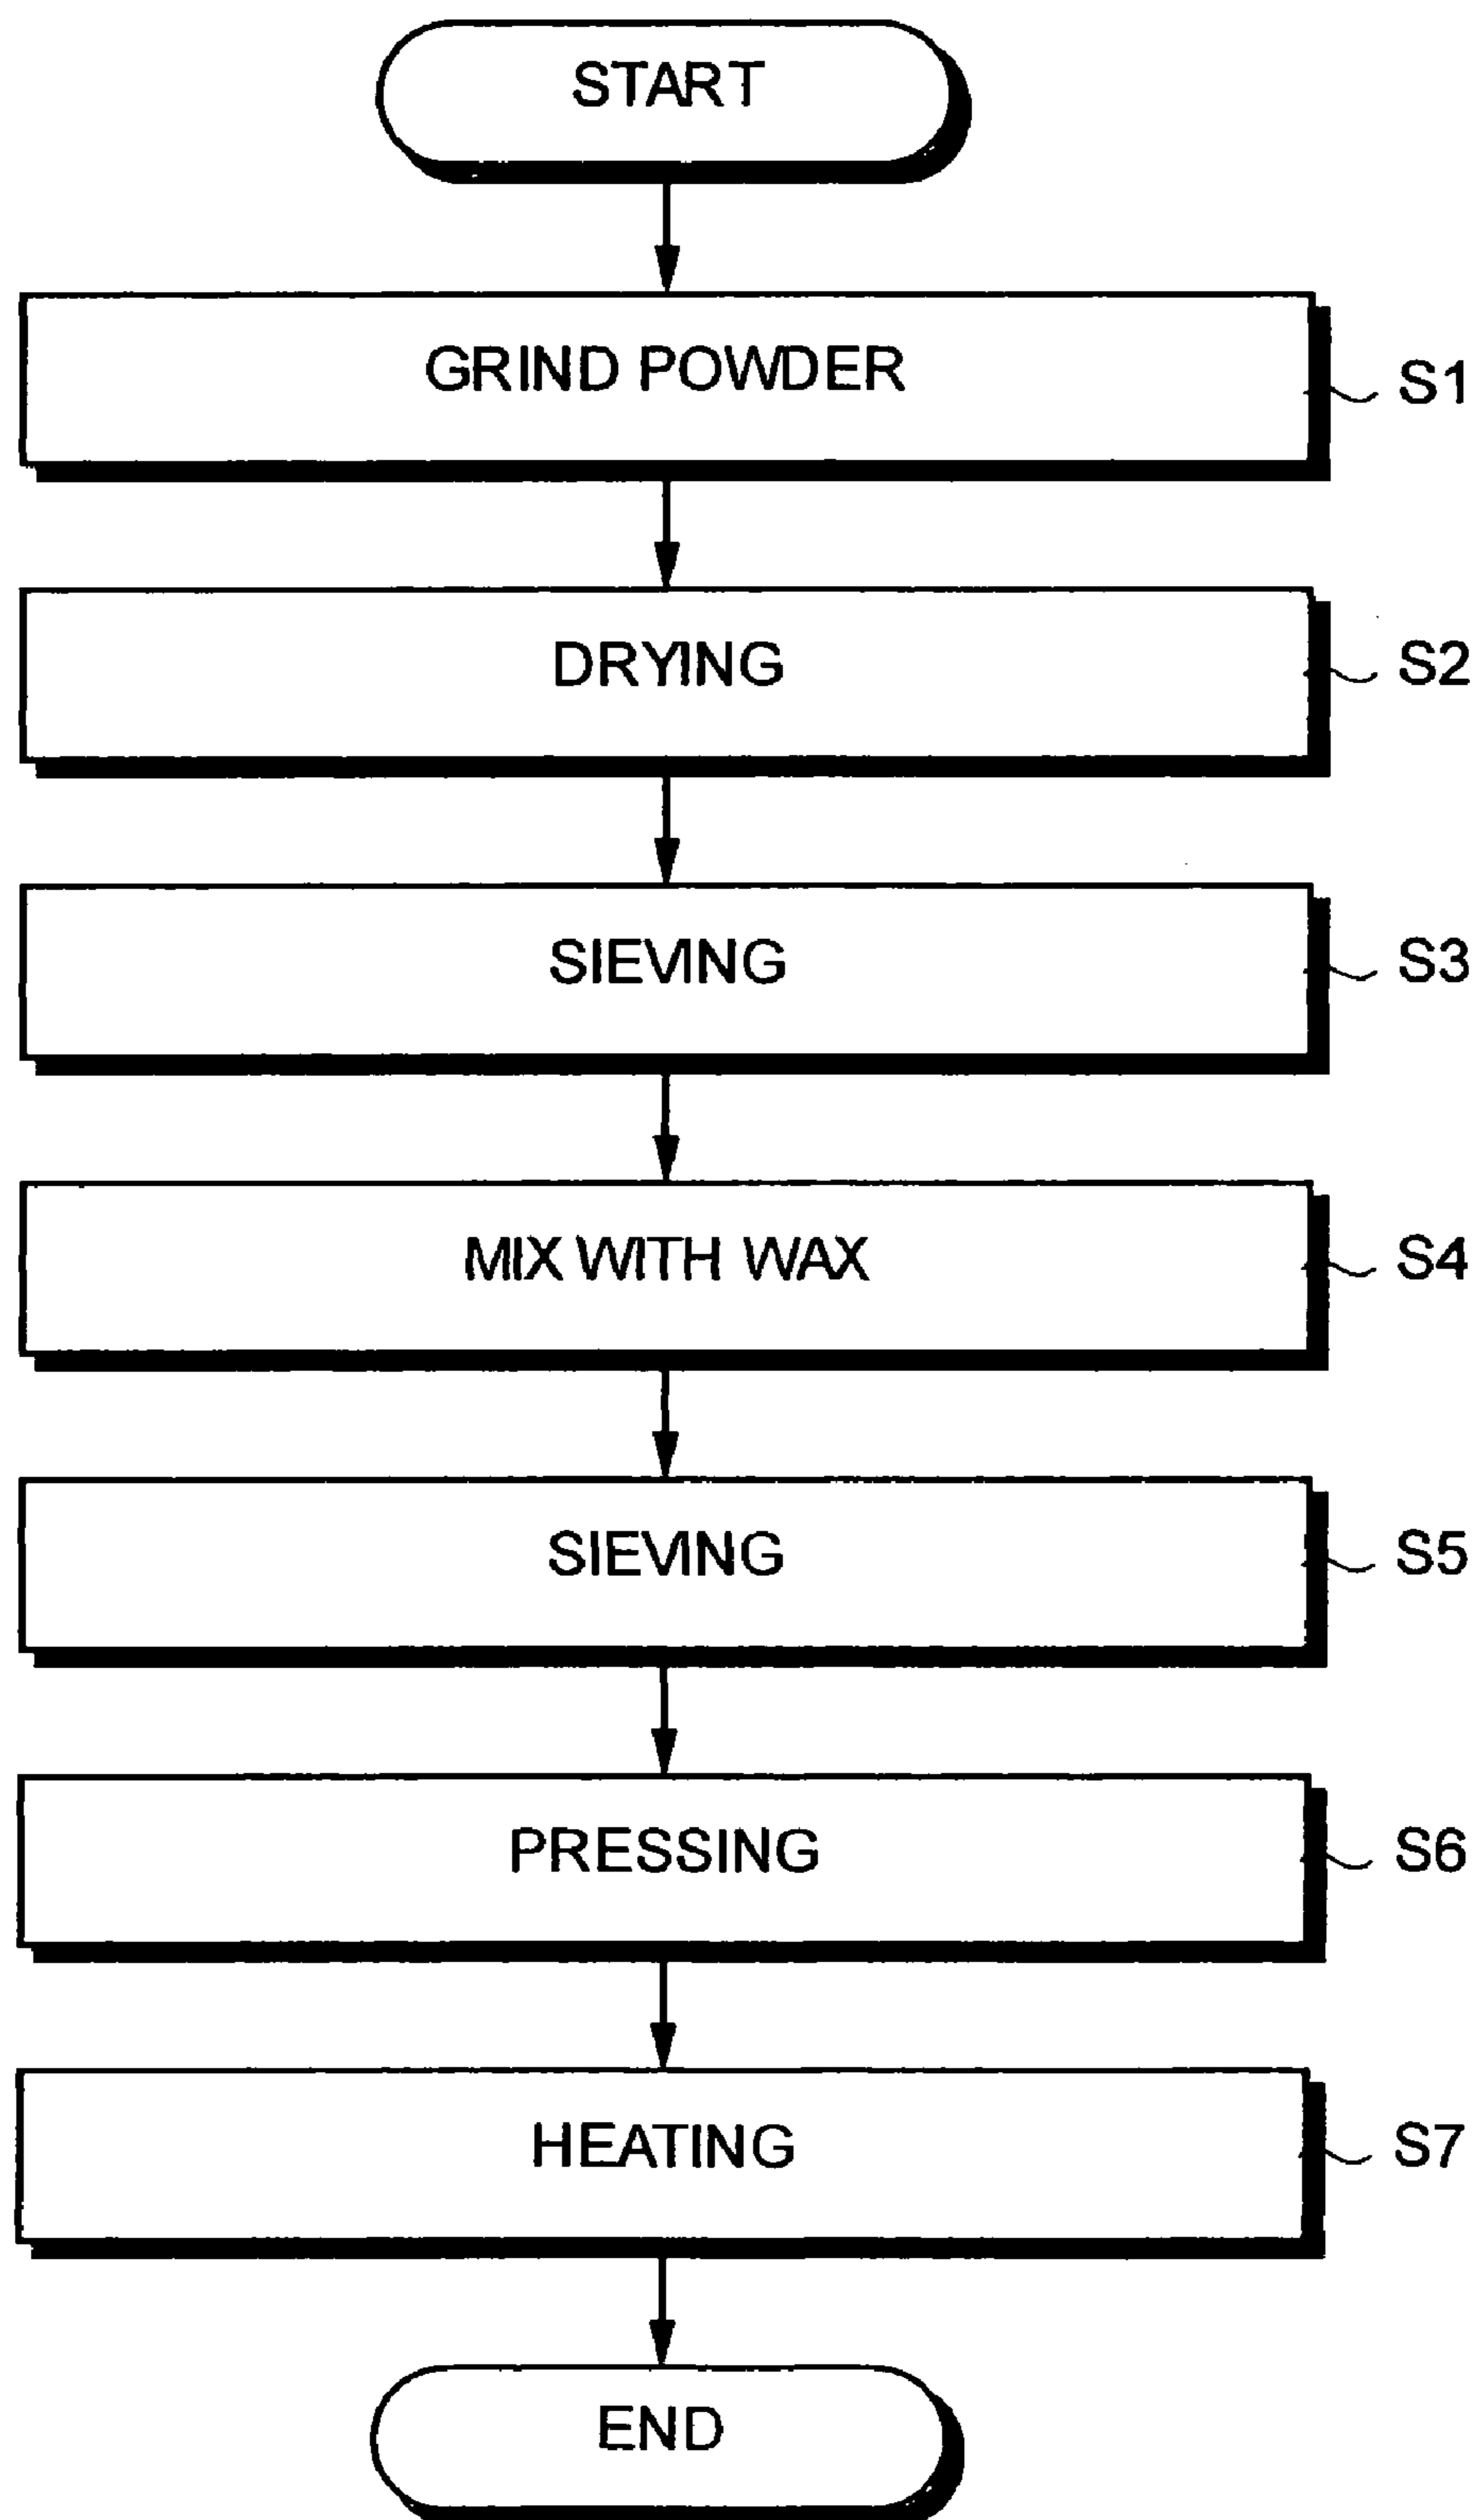 START
GRIND POWDER S1
DRYING S2
SIEVING S3
MIX WITH WAX S4
SIEVING S5
PRESSING S6
HEATING S7
END